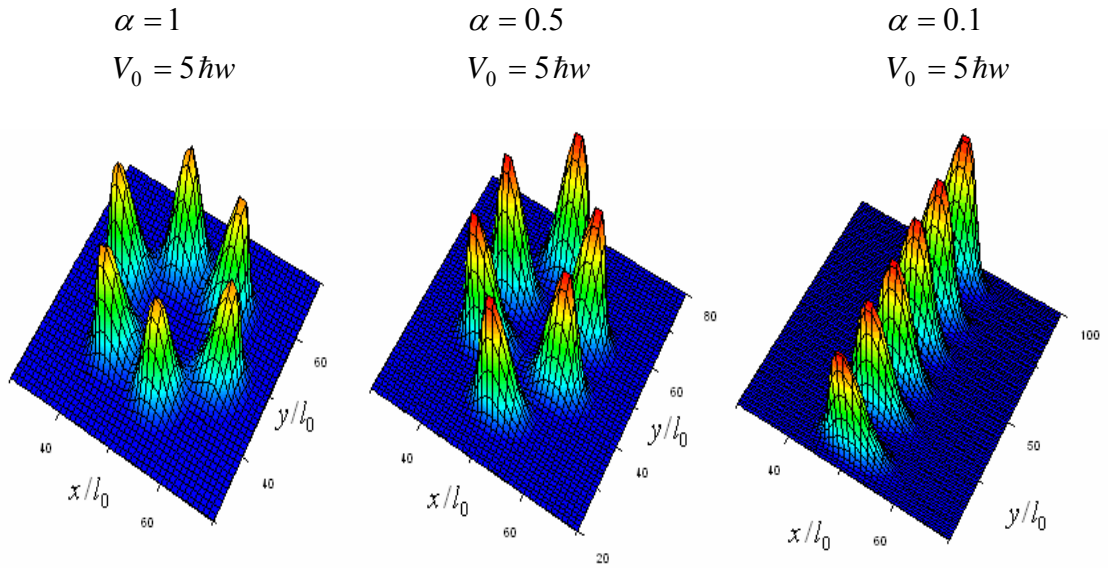 α = 1
V₀ = 5ℏw
α = 0.5
V₀ = 5ℏw
α = 0.1
V₀ = 5ℏw
40
x/l₀
60
40
y/l₀
60
40
x/l₀
60
20
40
y/l₀
60
80
40
x/l₀
60
y/l₀
50
100